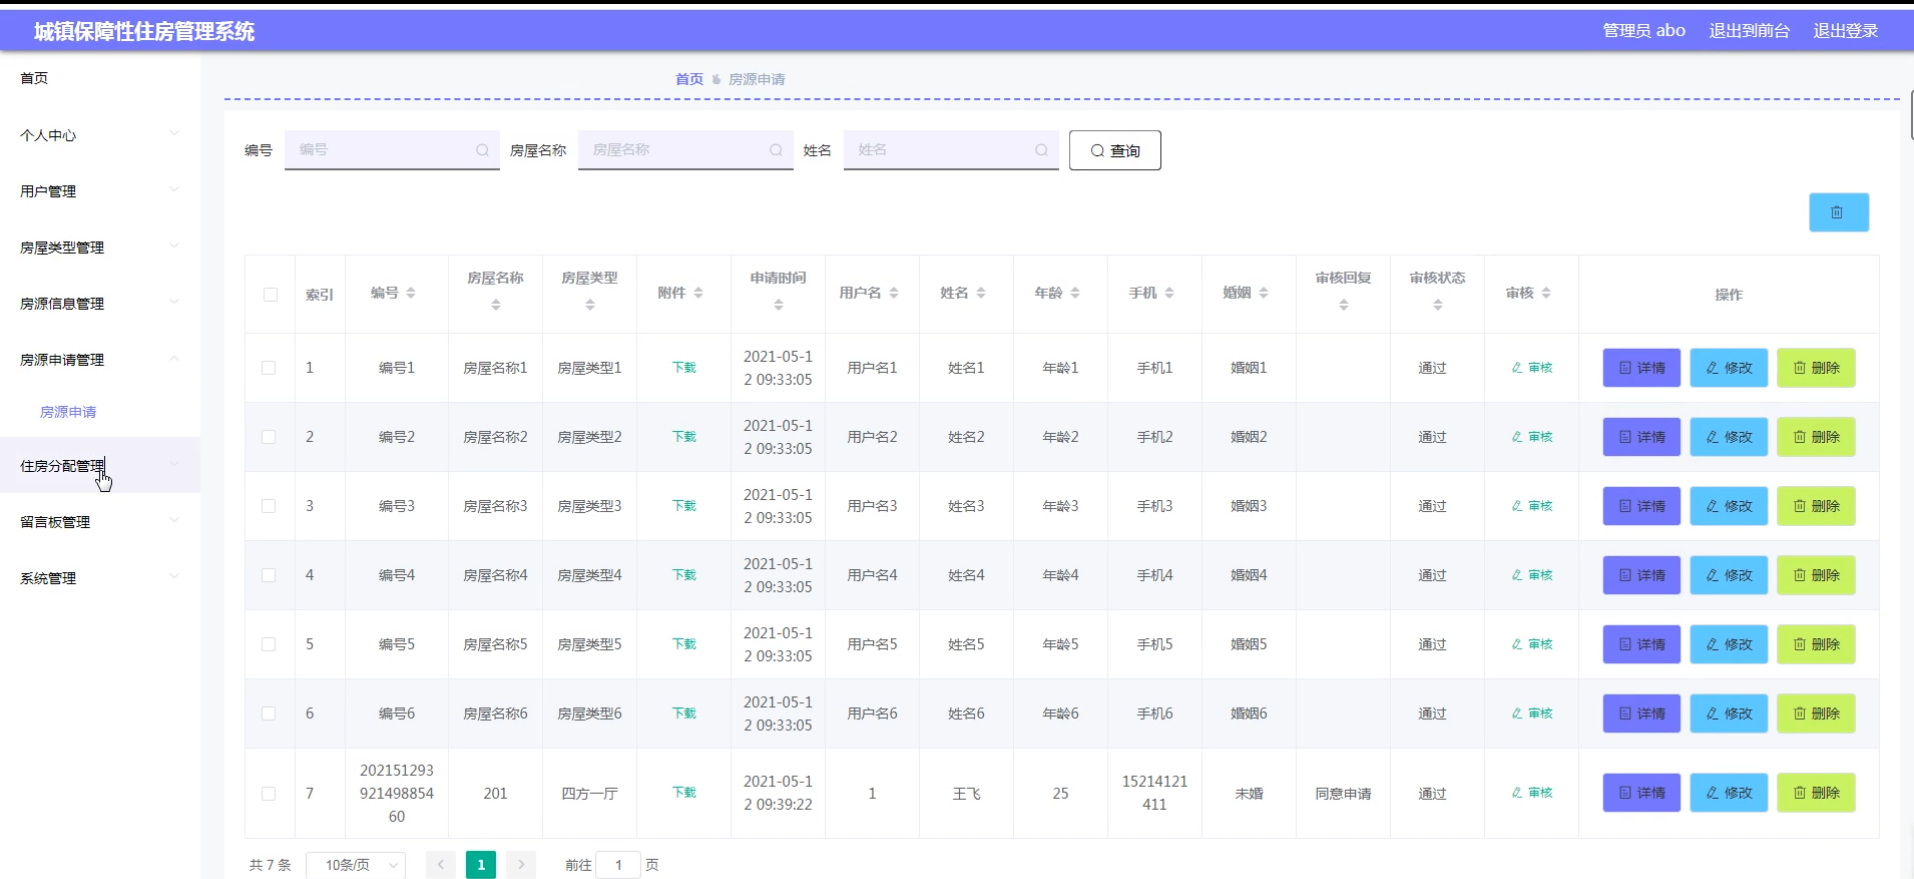 城镇保障性住房管理系统
管理员 abo 退出到前台 退出登录
首页
个人中心
用户管理
房屋类型管理
房源信息管理
房源申请管理
房源申请
住房分配管理
留言板管理
系统管理
首页 房源申请
编号 编号 房屋名称 房屋名称 姓名 姓名 查询
索引 编号 房屋名称 房屋类型 附件 申请时间 用户名 姓名 年龄 手机 婚姻 审核回复 审核状态 审核 操作
1 编号1 房屋名称1 房屋类型1 下载 2021-05-1
2 09:33:05 用户名1 姓名1 年龄1 手机1 婚姻1 通过 审核 详情 修改 删除
2 编号2 房屋名称2 房屋类型2 下载 2021-05-1
2 09:33:05 用户名2 姓名2 年龄2 手机2 婚姻2 通过 审核 详情 修改 删除
3 编号3 房屋名称3 房屋类型3 下载 2021-05-1
2 09:33:05 用户名3 姓名3 年龄3 手机3 婚姻3 通过 审核 详情 修改 删除
4 编号4 房屋名称4 房屋类型4 下载 2021-05-1
2 09:33:05 用户名4 姓名4 年龄4 手机4 婚姻4 通过 审核 详情 修改 删除
5 编号5 房屋名称5 房屋类型5 下载 2021-05-1
2 09:33:05 用户名5 姓名5 年龄5 手机5 婚姻5 通过 审核 详情 修改 删除
6 编号6 房屋名称6 房屋类型6 下载 2021-05-1
2 09:33:05 用户名6 姓名6 年龄6 手机6 婚姻6 通过 审核 详情 修改 删除
7 202151293
921498854
60 201 四方一厅 下载 2021-05-1
2 09:39:22 1 王飞 25 15214121
411 未婚 同意申请 通过 审核 详情 修改 删除
共 7 条 10条/页 1 前往 1 页